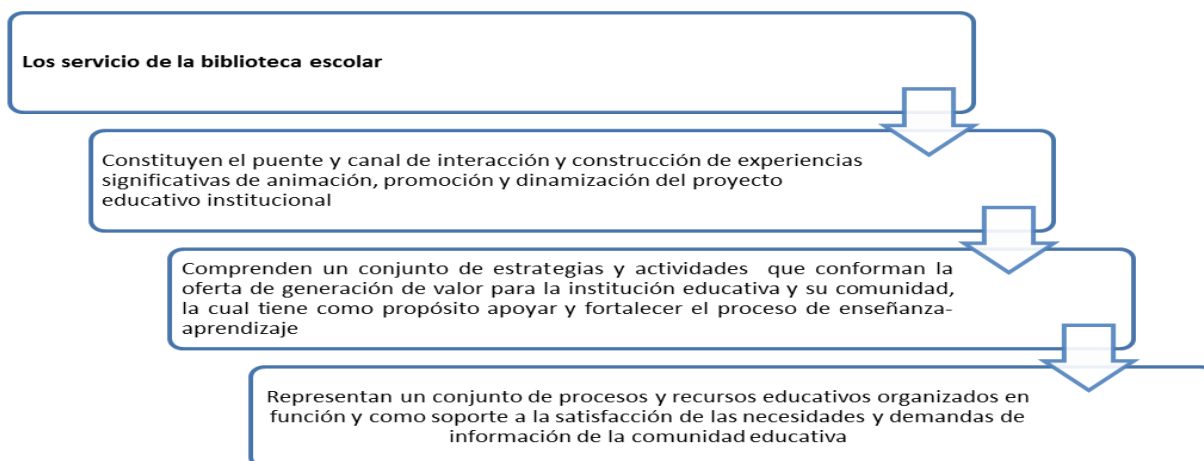 Los servicio de la biblioteca escolar
Constituyen el puente y canal de interacción y construcción de experiencias
significativas de animación, promoción y dinamización del proyecto
educativo institucional
Comprenden un conjunto de estrategias y actividades que conforman la
oferta de generación de valor para la institución educativa y su comunidad,
la cual tiene como propósito apoyar y fortalecer el proceso de enseñanza-
aprendizaje
Representan un conjunto de procesos y recursos educativos organizados en
función y como soporte a la satisfacción de las necesidades y demandas de
información de la comunidad educativa